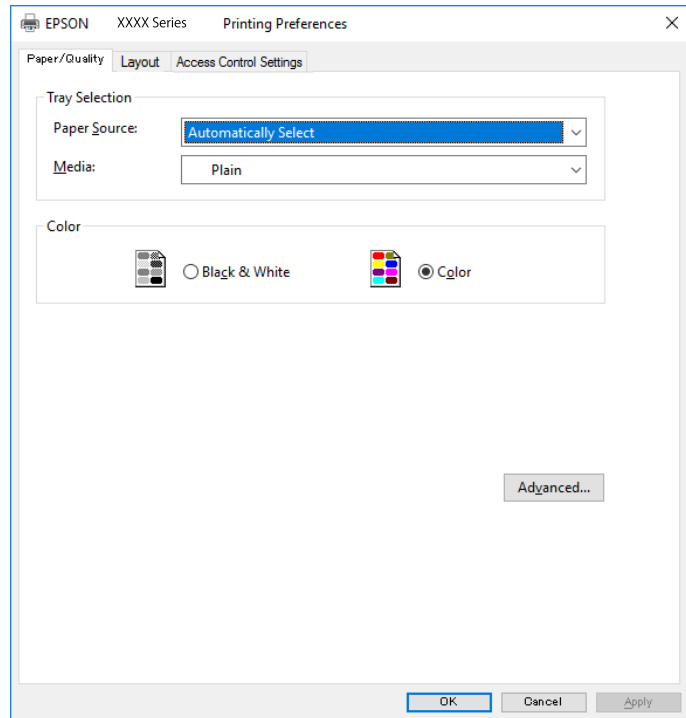 EPSON XXXX Series Printing Preferences
Paper/Quality Layout Access Control Settings
Tray Selection
Paper Source: Automatically Select
Media: Plain
Color
Black & White Color
Advanced...
OK Cancel Apply